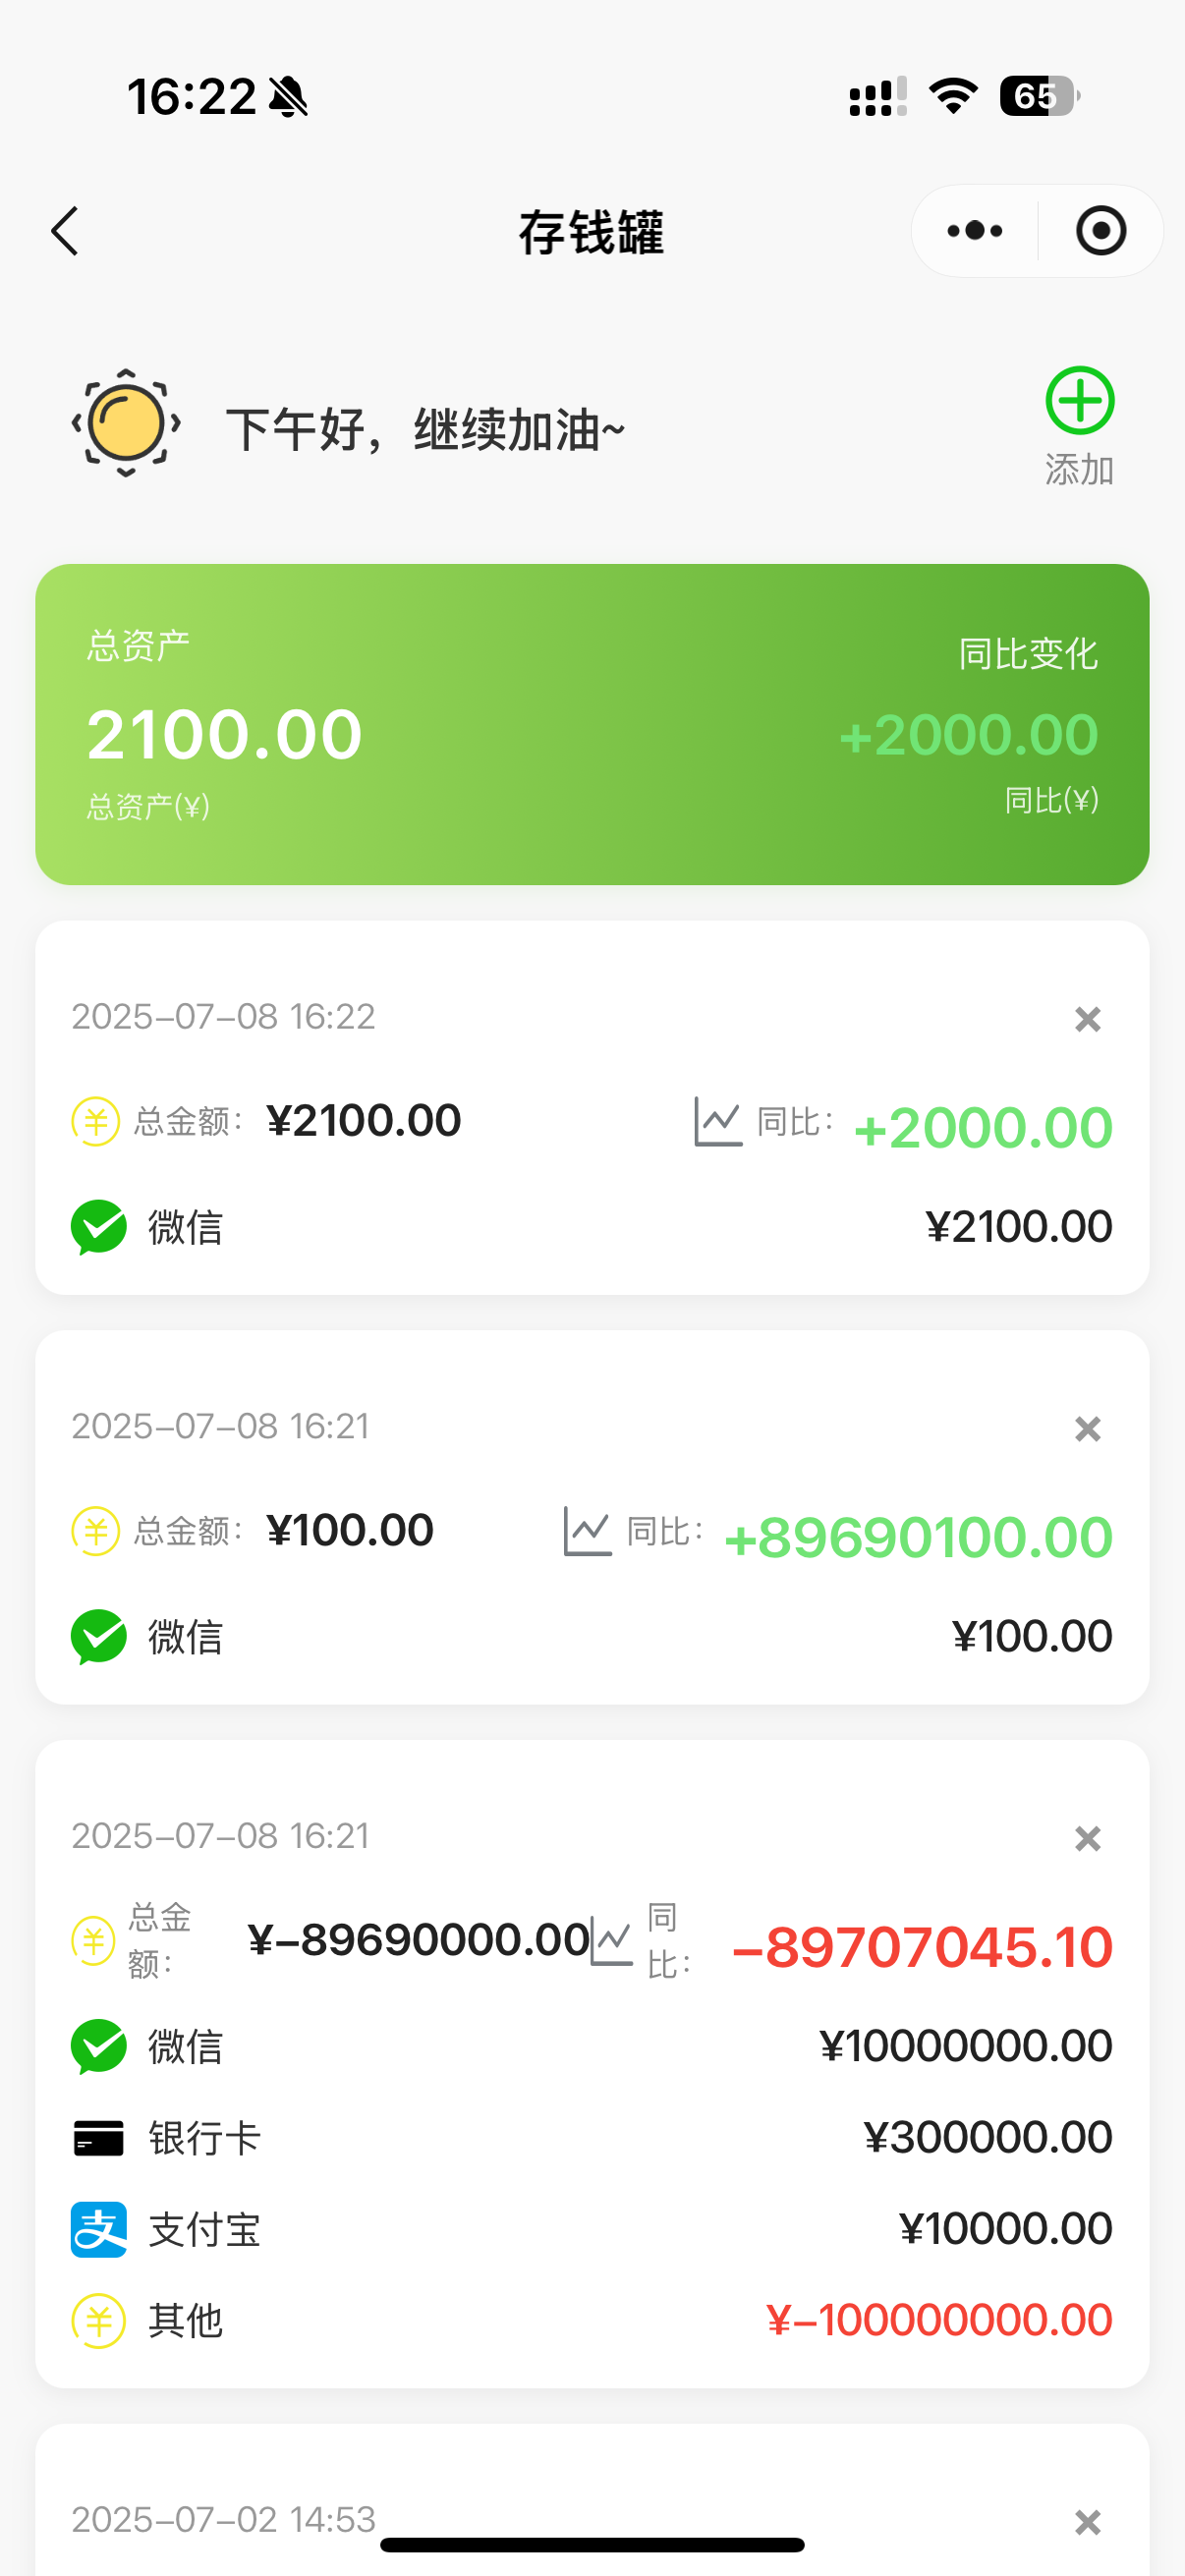 16:22
65
存钱罐
下午好，继续加油~
添加
总资产
同比变化
2100.00
+2000.00
总资产(¥)
同比(¥)
2025-07-08 16:22
总金额： ¥2100.00 同比： +2000.00
微信 ¥2100.00
2025-07-08 16:21
总金额： ¥100.00 同比： +89690100.00
微信 ¥100.00
2025-07-08 16:21
总金
额：
¥-89690000.00
同
比：
-89707045.10
微信 ¥10000000.00
银行卡 ¥300000.00
支付宝 ¥10000.00
其他 ¥-100000000.00
2025-07-02 14:53